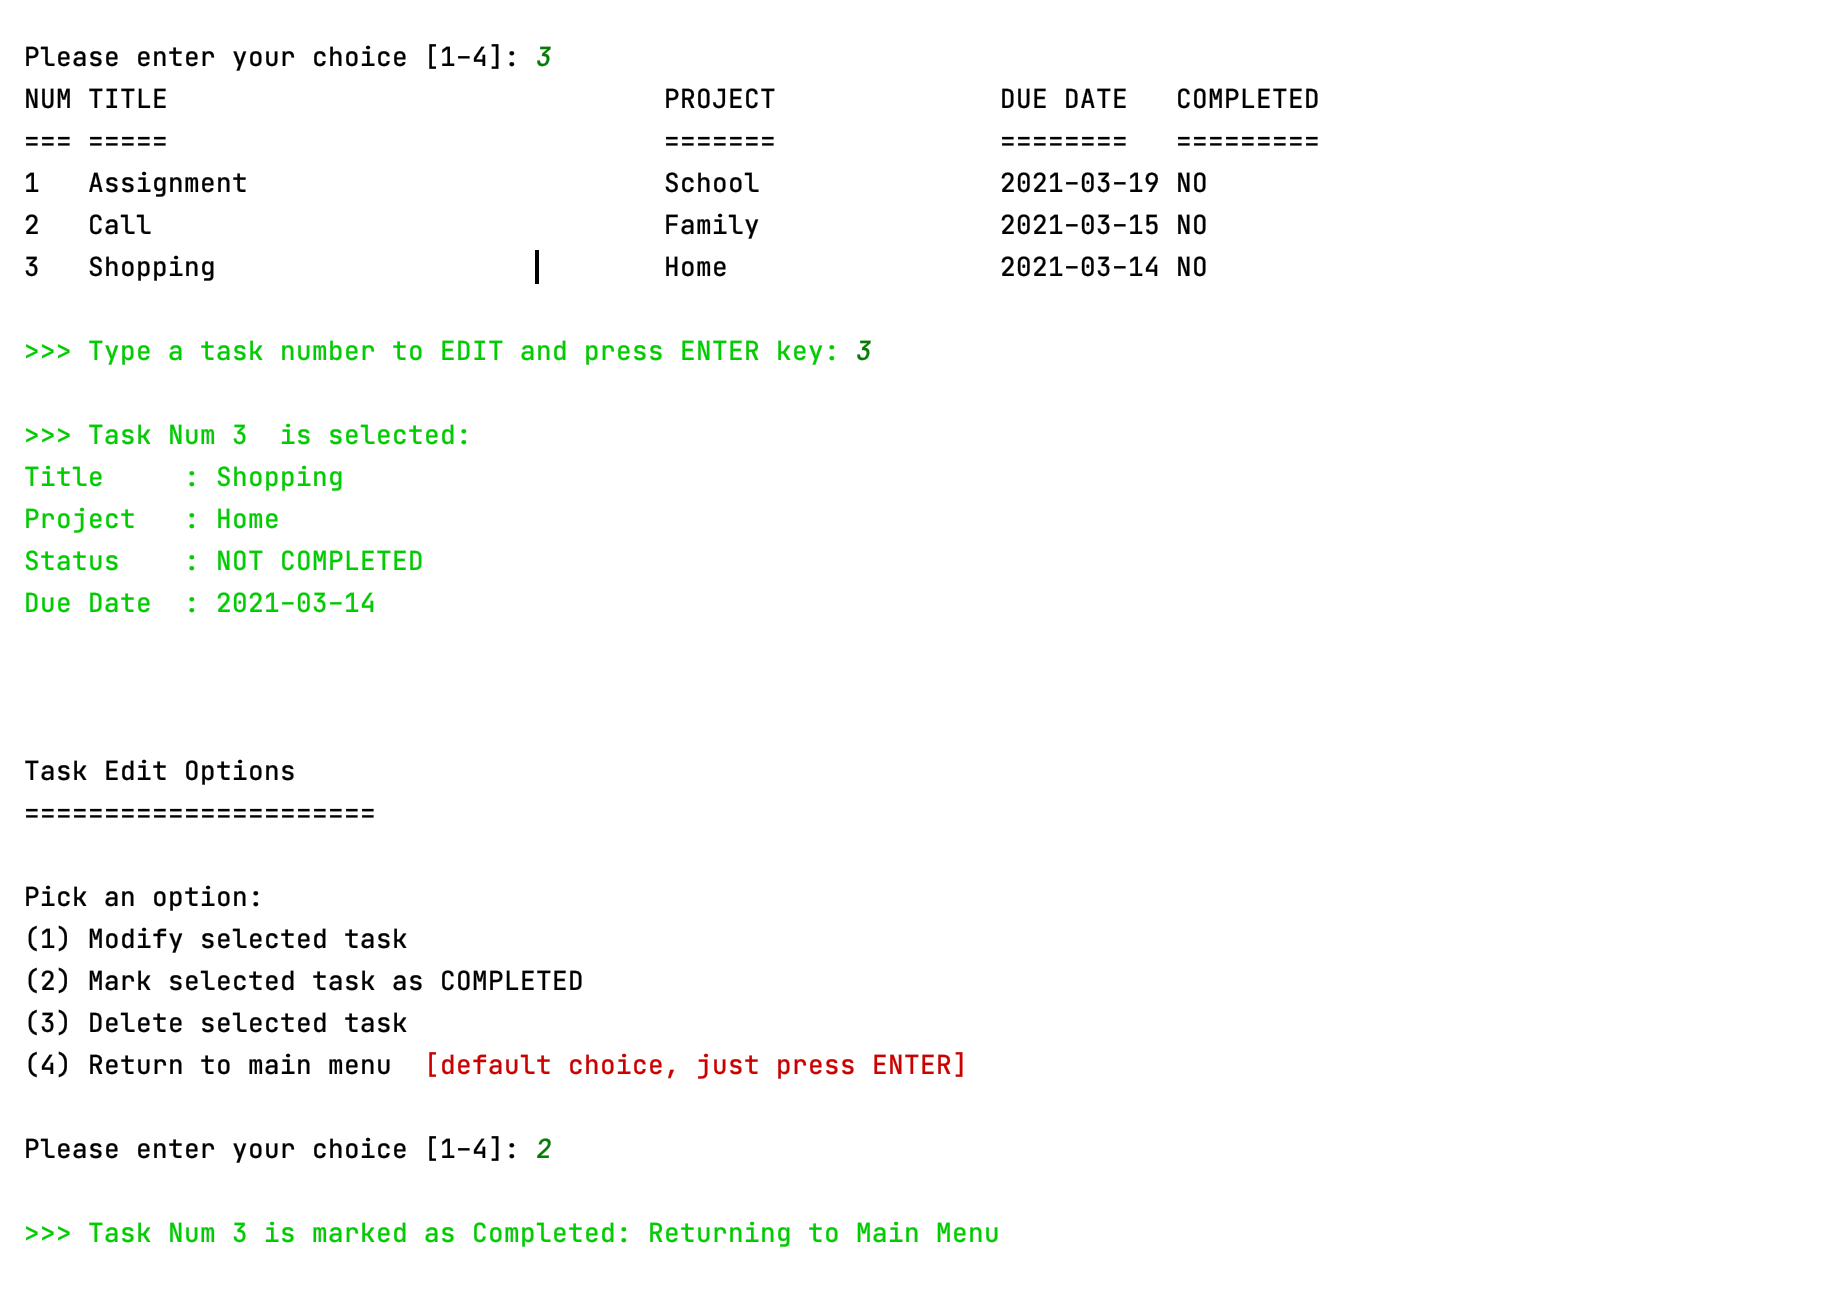 Please enter your choice [1-4]: 3
NUM TITLE                               PROJECT              DUE DATE   COMPLETED
=== =====                               =======              ========   =========
1   Assignment                          School               2021-03-19 NO
2   Call                                Family               2021-03-15 NO
3   Shopping                            Home                 2021-03-14 NO
>>> Type a task number to EDIT and press ENTER key: 3
>>> Task Num 3  is selected:
Title     : Shopping
Project   : Home
Status    : NOT COMPLETED
Due Date  : 2021-03-14
Task Edit Options
======================
Pick an option:
(1) Modify selected task
(2) Mark selected task as COMPLETED
(3) Delete selected task
(4) Return to main menu  [default choice, just press ENTER]
Please enter your choice [1-4]: 2
>>> Task Num 3 is marked as Completed: Returning to Main Menu